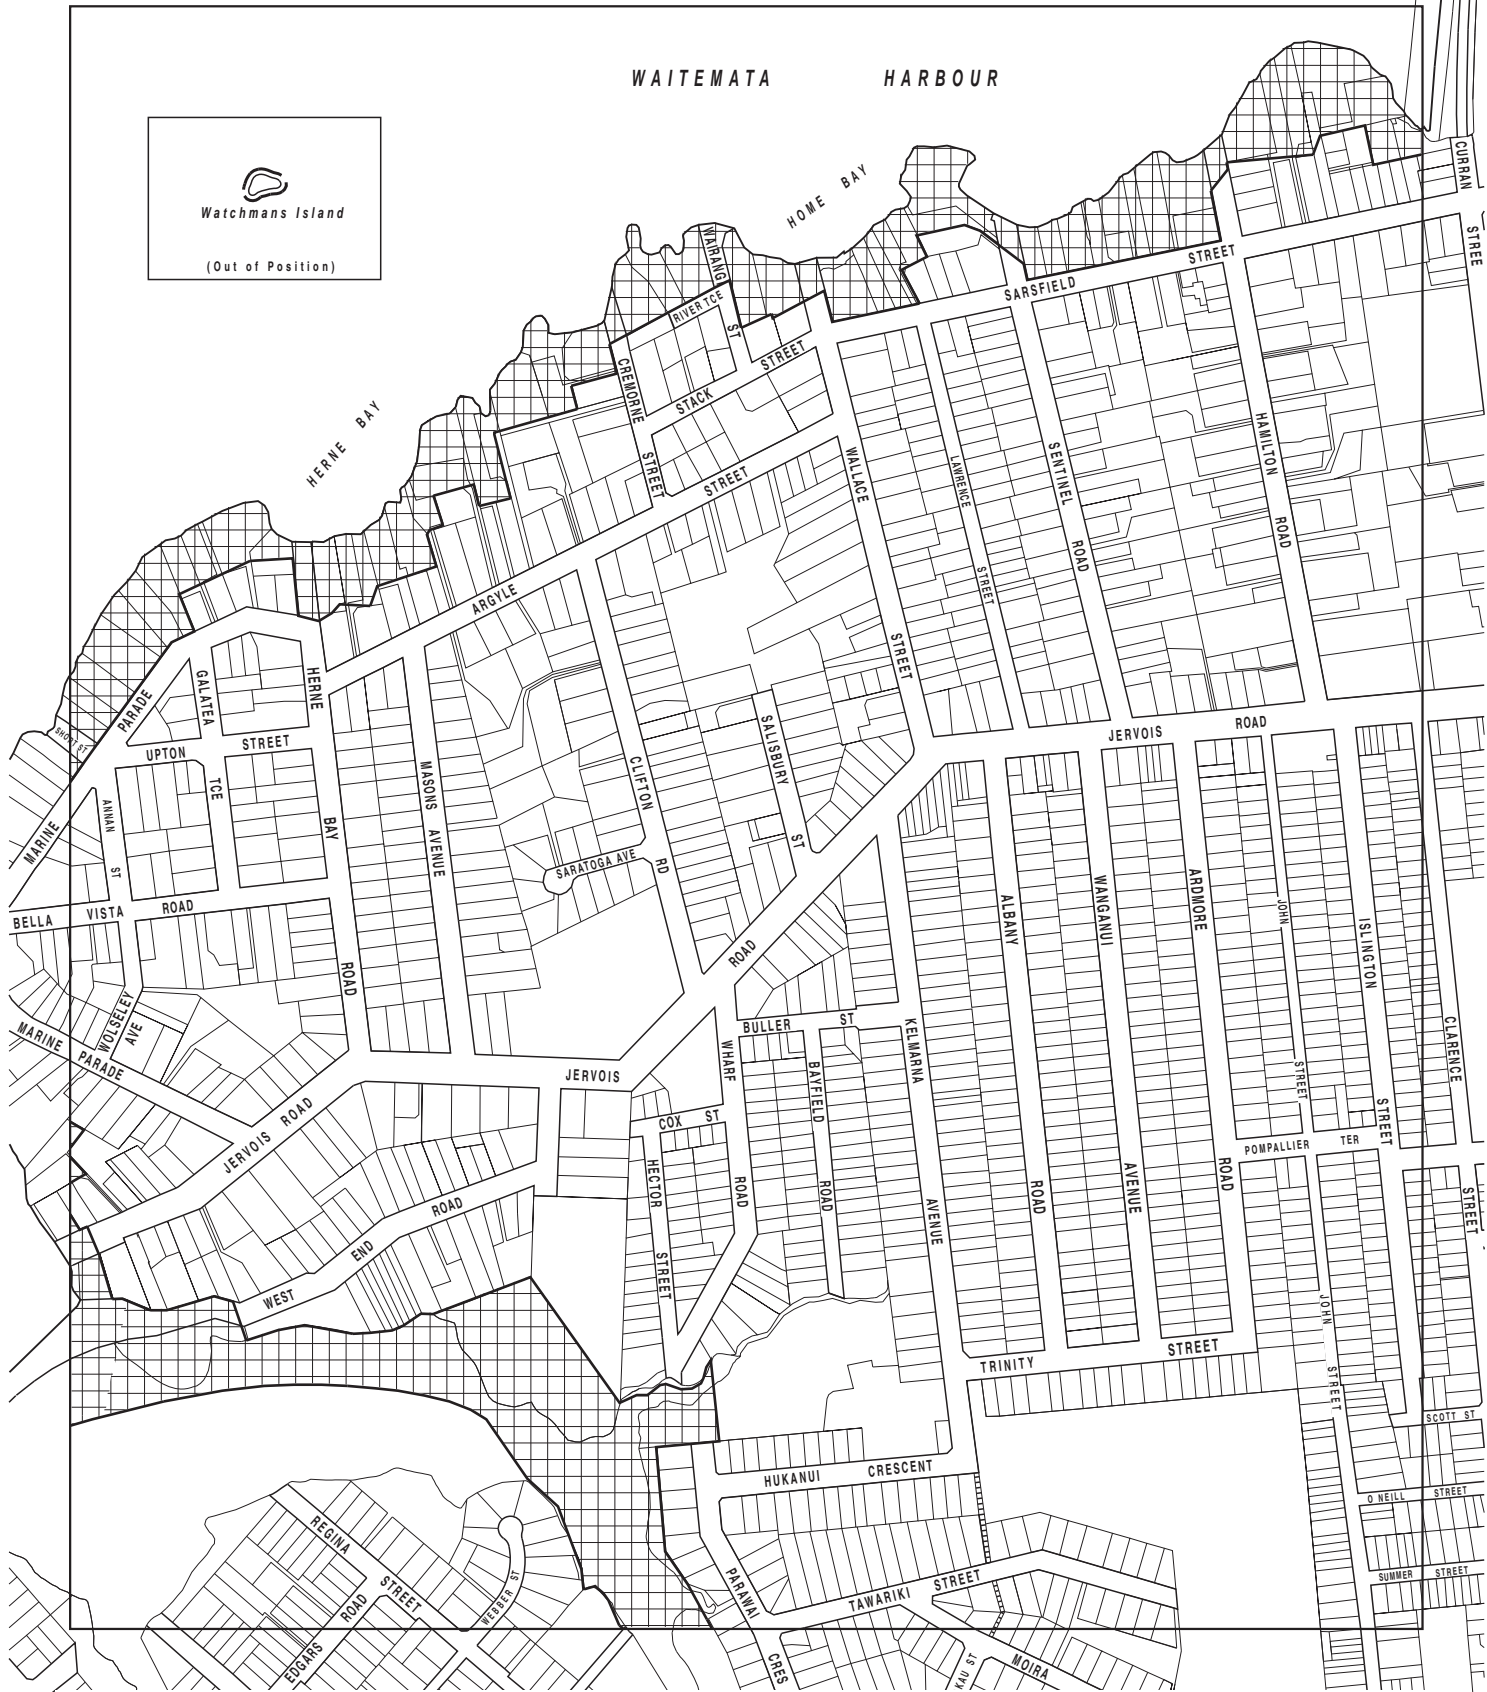 WAITEMATA HARBOUR
Watchmans Island
(Out of Position)
HOME BAY
HERNE BAY
CURRAN
STREE
SARSFIELD STREET
WAIRANG
ST
RIVER TCE
CREMORNE STREET
STACK STREET
ARGYLE STREET
WALLACE STREET
LAWRENCE STREET
SENTINEL ROAD
HAMILTON ROAD
MARINE PARADE
SHORT ST
GALATEA TCE
UPTON STREET
HERNE BAY ROAD
MASONS AVENUE
CLIFTON RD
SALISBURY ST
SARATOGA AVE
ANNAN ST
BELLA VISTA ROAD
WOLSELEY AVE
MARINE PARADE
JERVOIS ROAD
JERVOIS ROAD
JERVOIS
ROAD
BULLER ST
WHARF ROAD
BAYFIELD ROAD
COX ST
HECTOR STREET
KELMARNA AVENUE
ALBANY ROAD
WANGANUI AVENUE
ARDMORE ROAD
JOHN STREET
ISLINGTON STREET
CLARENCE STREET
POMPALLIER TER
JOHN STREET
WEST END ROAD
TRINITY STREET
SCOTT ST
O NEILL STREET
SUMMER STREET
HUKANUI CRESCENT
PARAWAI CRES
TAWARIKI STREET
MOIRA
KAU ST
REGINA STREET
WEBBER ST
EDGARS ROAD